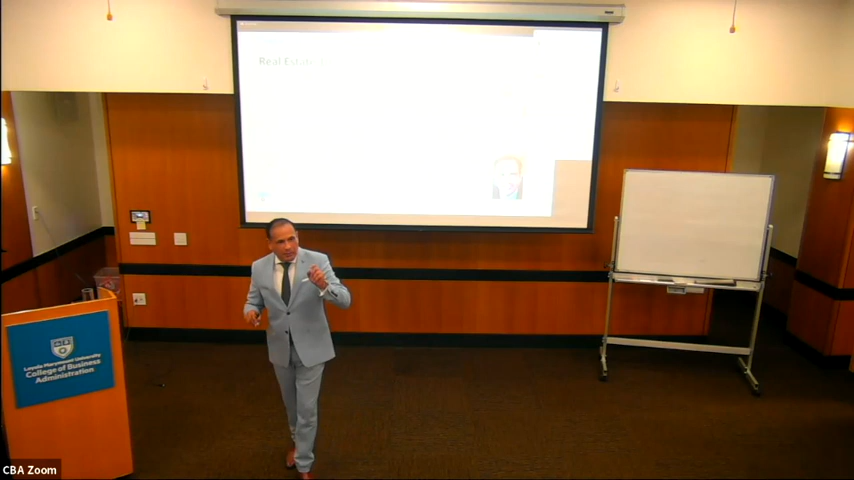 Real Estate
Loyola Marymount University
College of Business
Administration
CBA Zoom